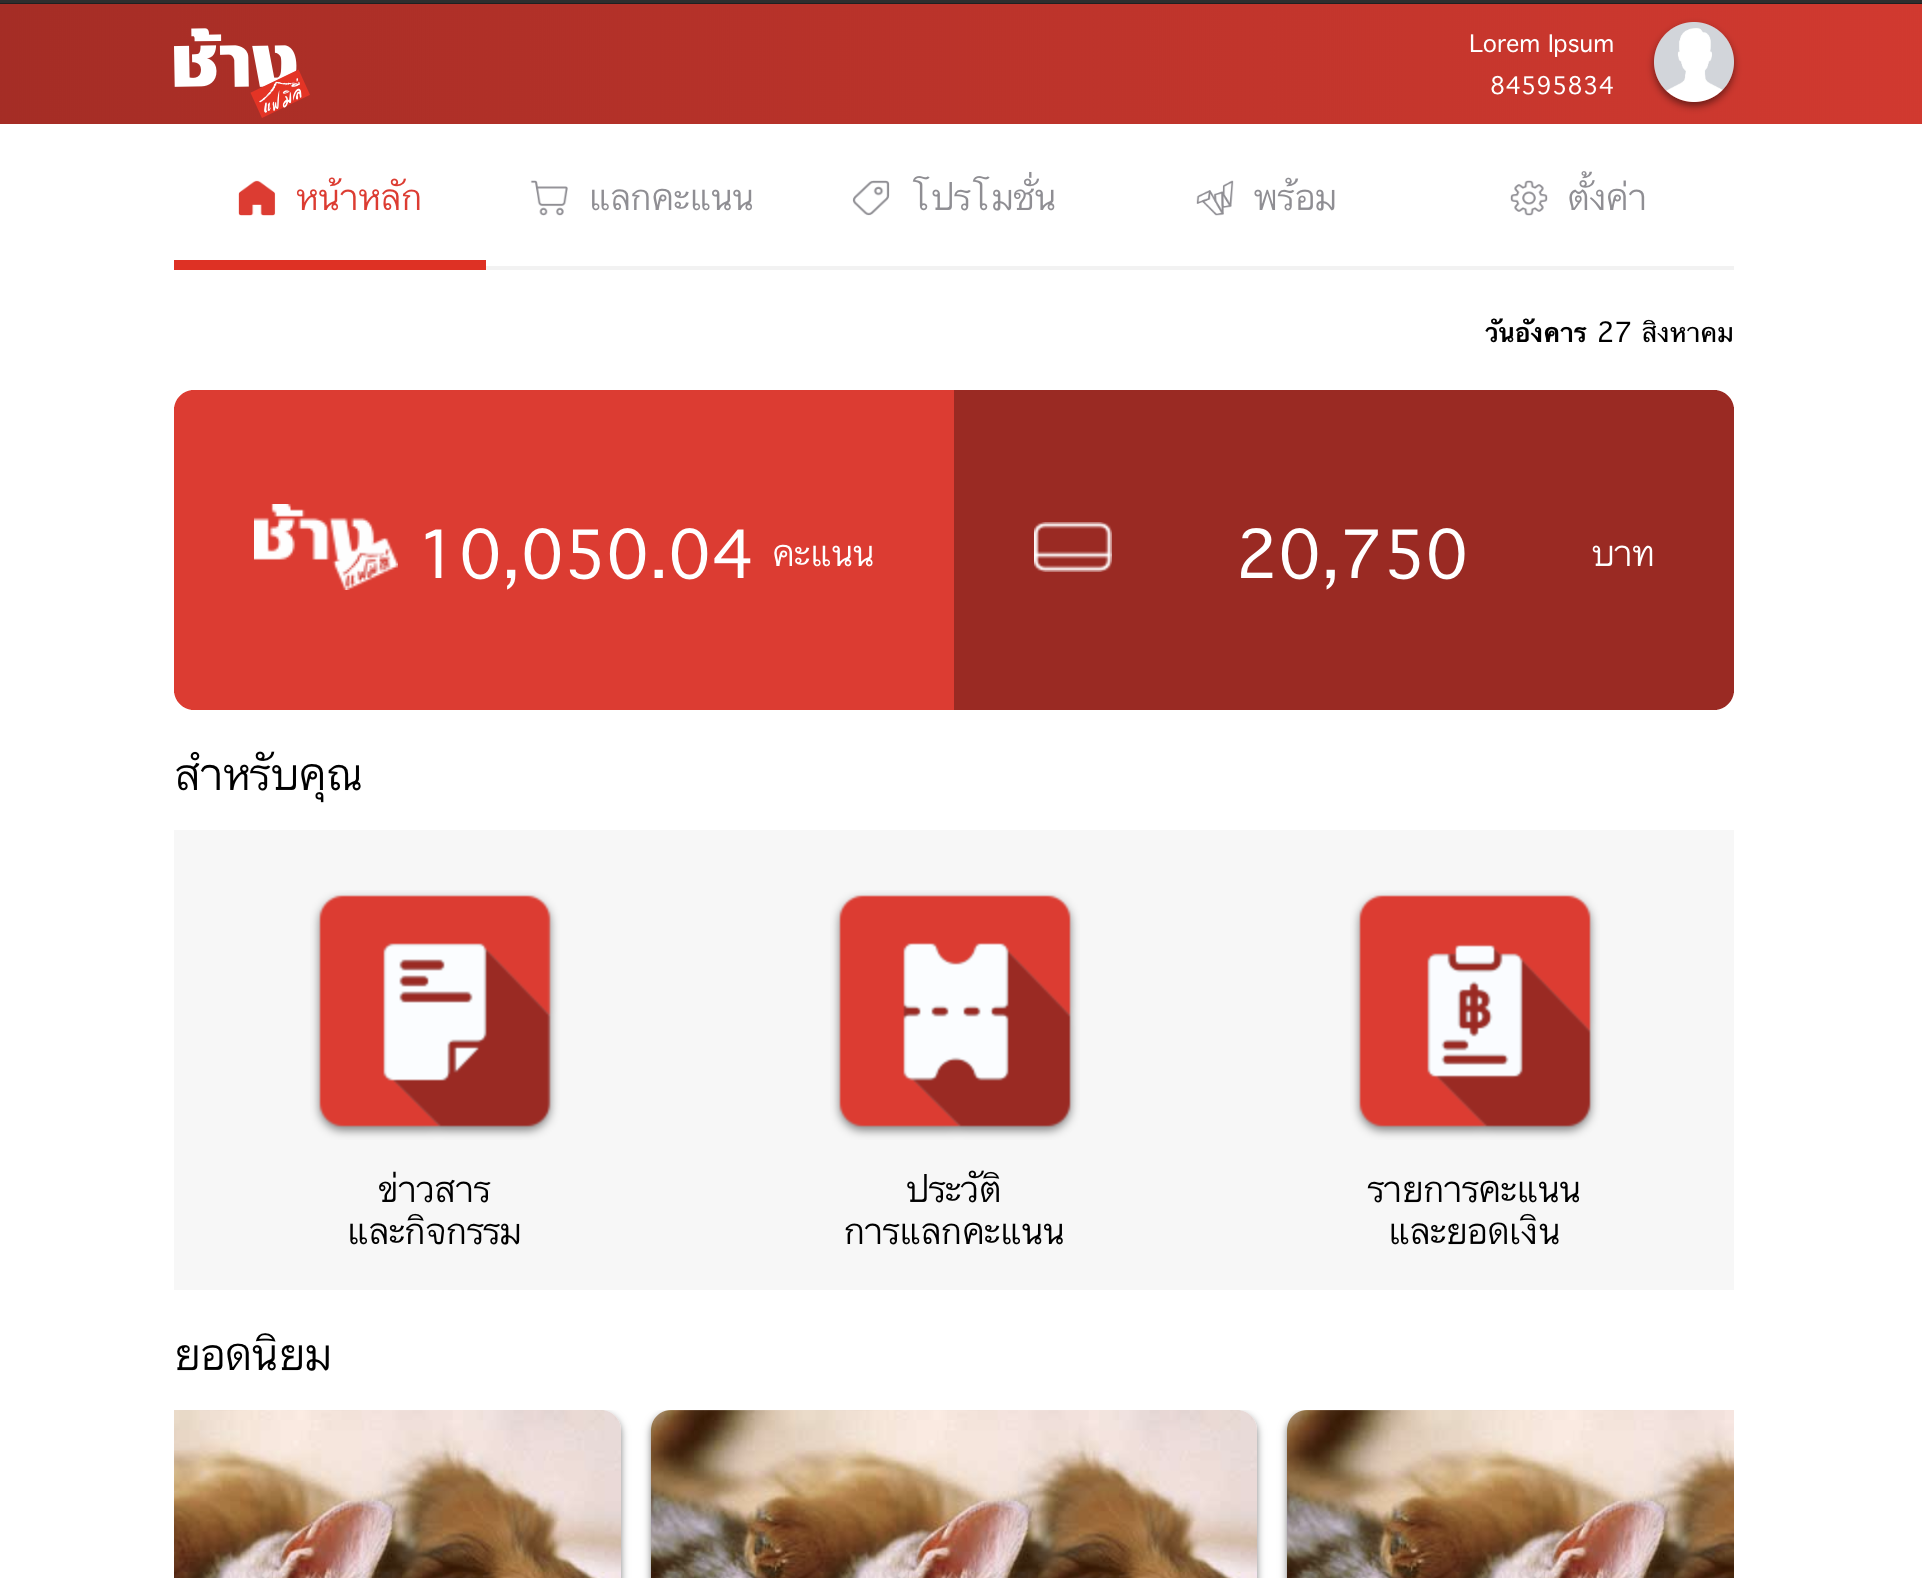 ช้าง
แฟมิลี่
Lorem Ipsum
84595834
หน้าหลัก
แลกคะแนน
โปรโมชั่น
พร้อม
ตั้งค่า
วันอังคาร 27 สิงหาคม
ช้าง
แฟมิลี่
10,050.04 คะแนน
20,750 บาท
สำหรับคุณ
ข่าวสาร
และกิจกรรม
ประวัติ
การแลกคะแนน
รายการคะแนน
และยอดเงิน
ยอดนิยม